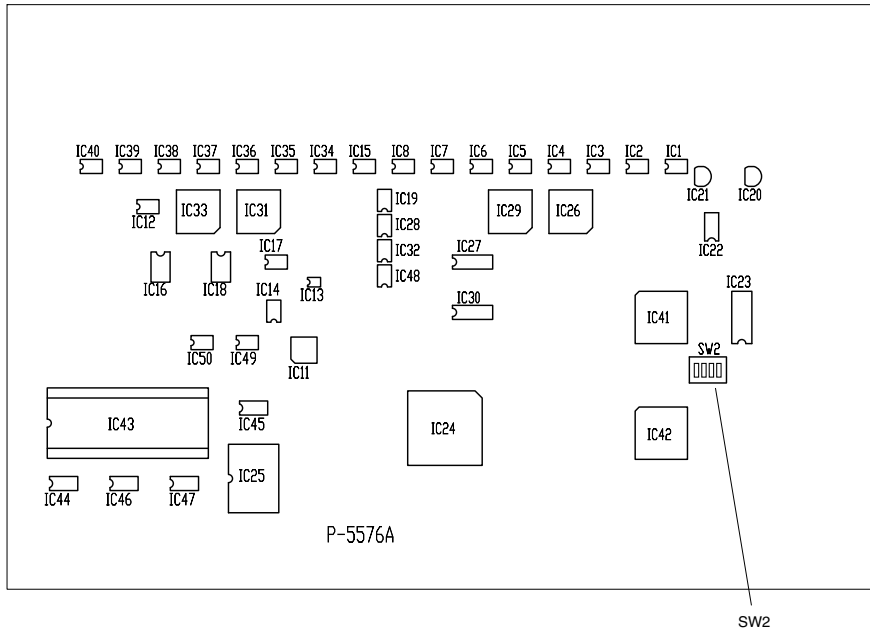 IC40 IC39 IC38 IC37 IC36 IC35 IC34 IC15 IC8 IC7 IC6 IC5 IC4 IC3 IC2 IC1
IC21 IC20
IC12 IC33 IC31 IC19 IC29 IC26
IC28
IC22
IC17 IC32 IC27
IC16 IC18 IC14 IC13 IC48 IC23
IC30 IC41
IC50 IC49 IC11 SW2
IC43 IC45 IC24 IC42
IC25
IC44 IC46 IC47
P-5576A
SW2